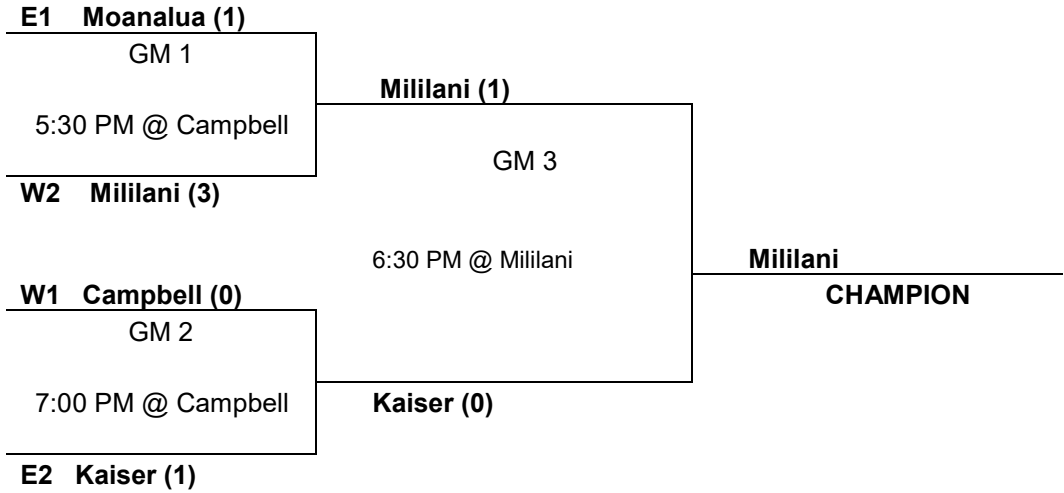 E1 Moanalua (1)
GM 1
Mililani (1)
5:30 PM @ Campbell
GM 3
W2 Mililani (3)
6:30 PM @ Mililani
Mililani
W1 Campbell (0)
CHAMPION
GM 2
7:00 PM @ Campbell
Kaiser (0)
E2 Kaiser (1)